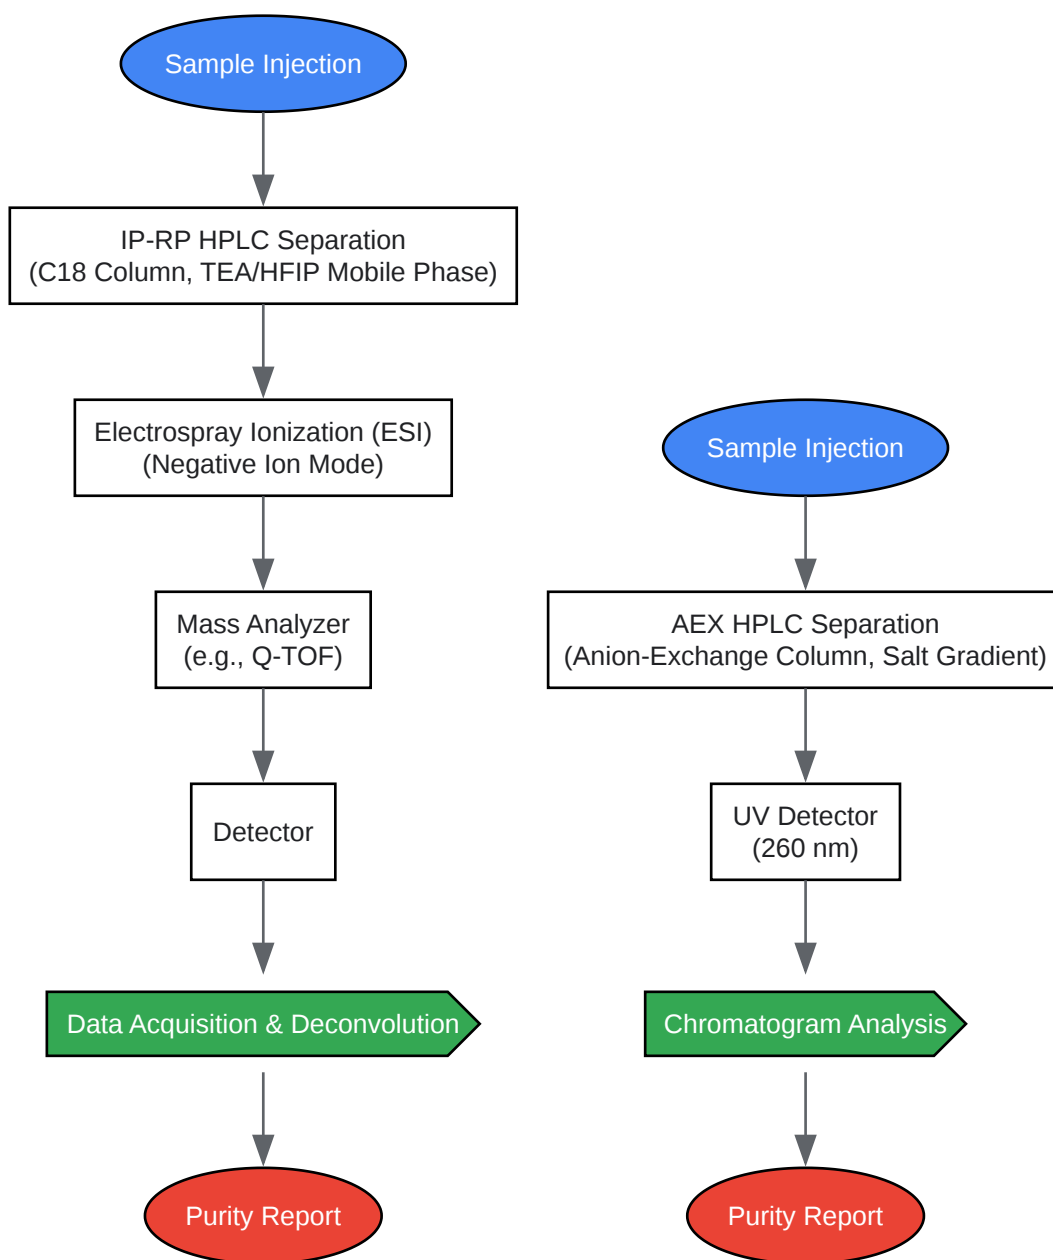 Sample Injection
IP-RP HPLC Separation
(C18 Column, TEA/HFIP Mobile Phase)
Electrospray Ionization (ESI)
(Negative Ion Mode)
Mass Analyzer
(e.g., Q-TOF)
Detector
Data Acquisition & Deconvolution
Purity Report
Sample Injection
AEX HPLC Separation
(Anion-Exchange Column, Salt Gradient)
UV Detector
(260 nm)
Chromatogram Analysis
Purity Report